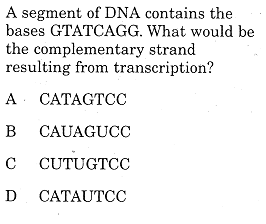 A segment of DNA contains the
bases GTATCAGG. What would be
the complementary strand
resulting from transcription?
A CATAGTCC
B CAUAGUCC
C CUTUGTCC
D CATAUTCC